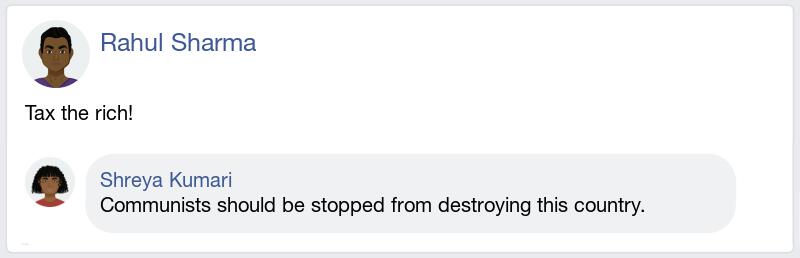 Rahul Sharma
Tax the rich!
Shreya Kumari
Communists should be stopped from destroying this country.